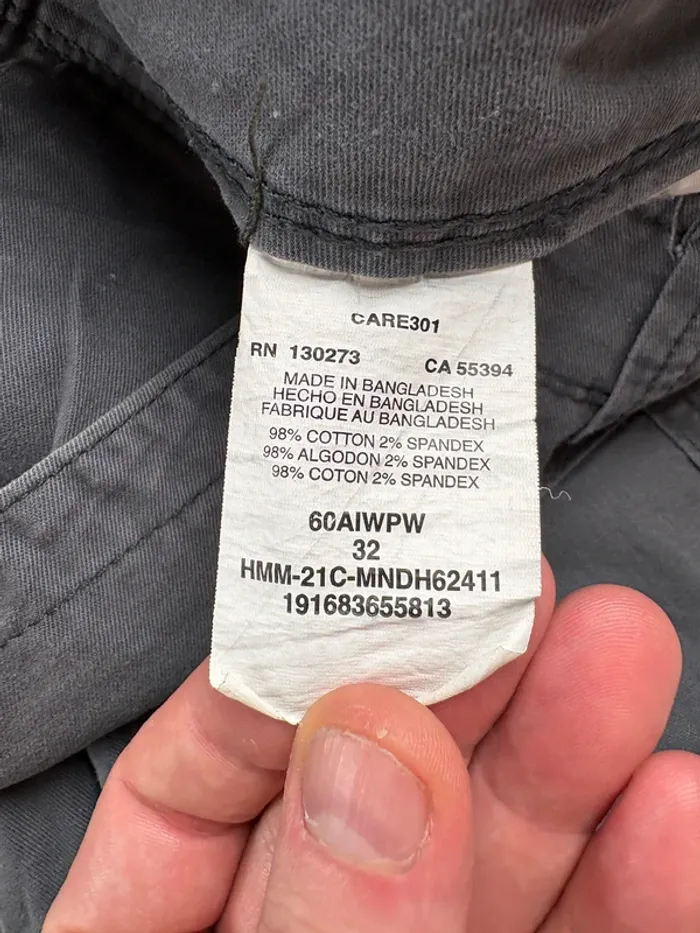 CARE301
RN 130273 CA 55394
MADE IN BANGLADESH
HECHO EN BANGLADESH
FABRIQUE AU BANGLADESH
98% COTTON 2% SPANDEX
98% ALGODON 2% SPANDEX
98% COTON 2% SPANDEX
60AIWPW
32
HMM-21C-MNDH62411
191683655813